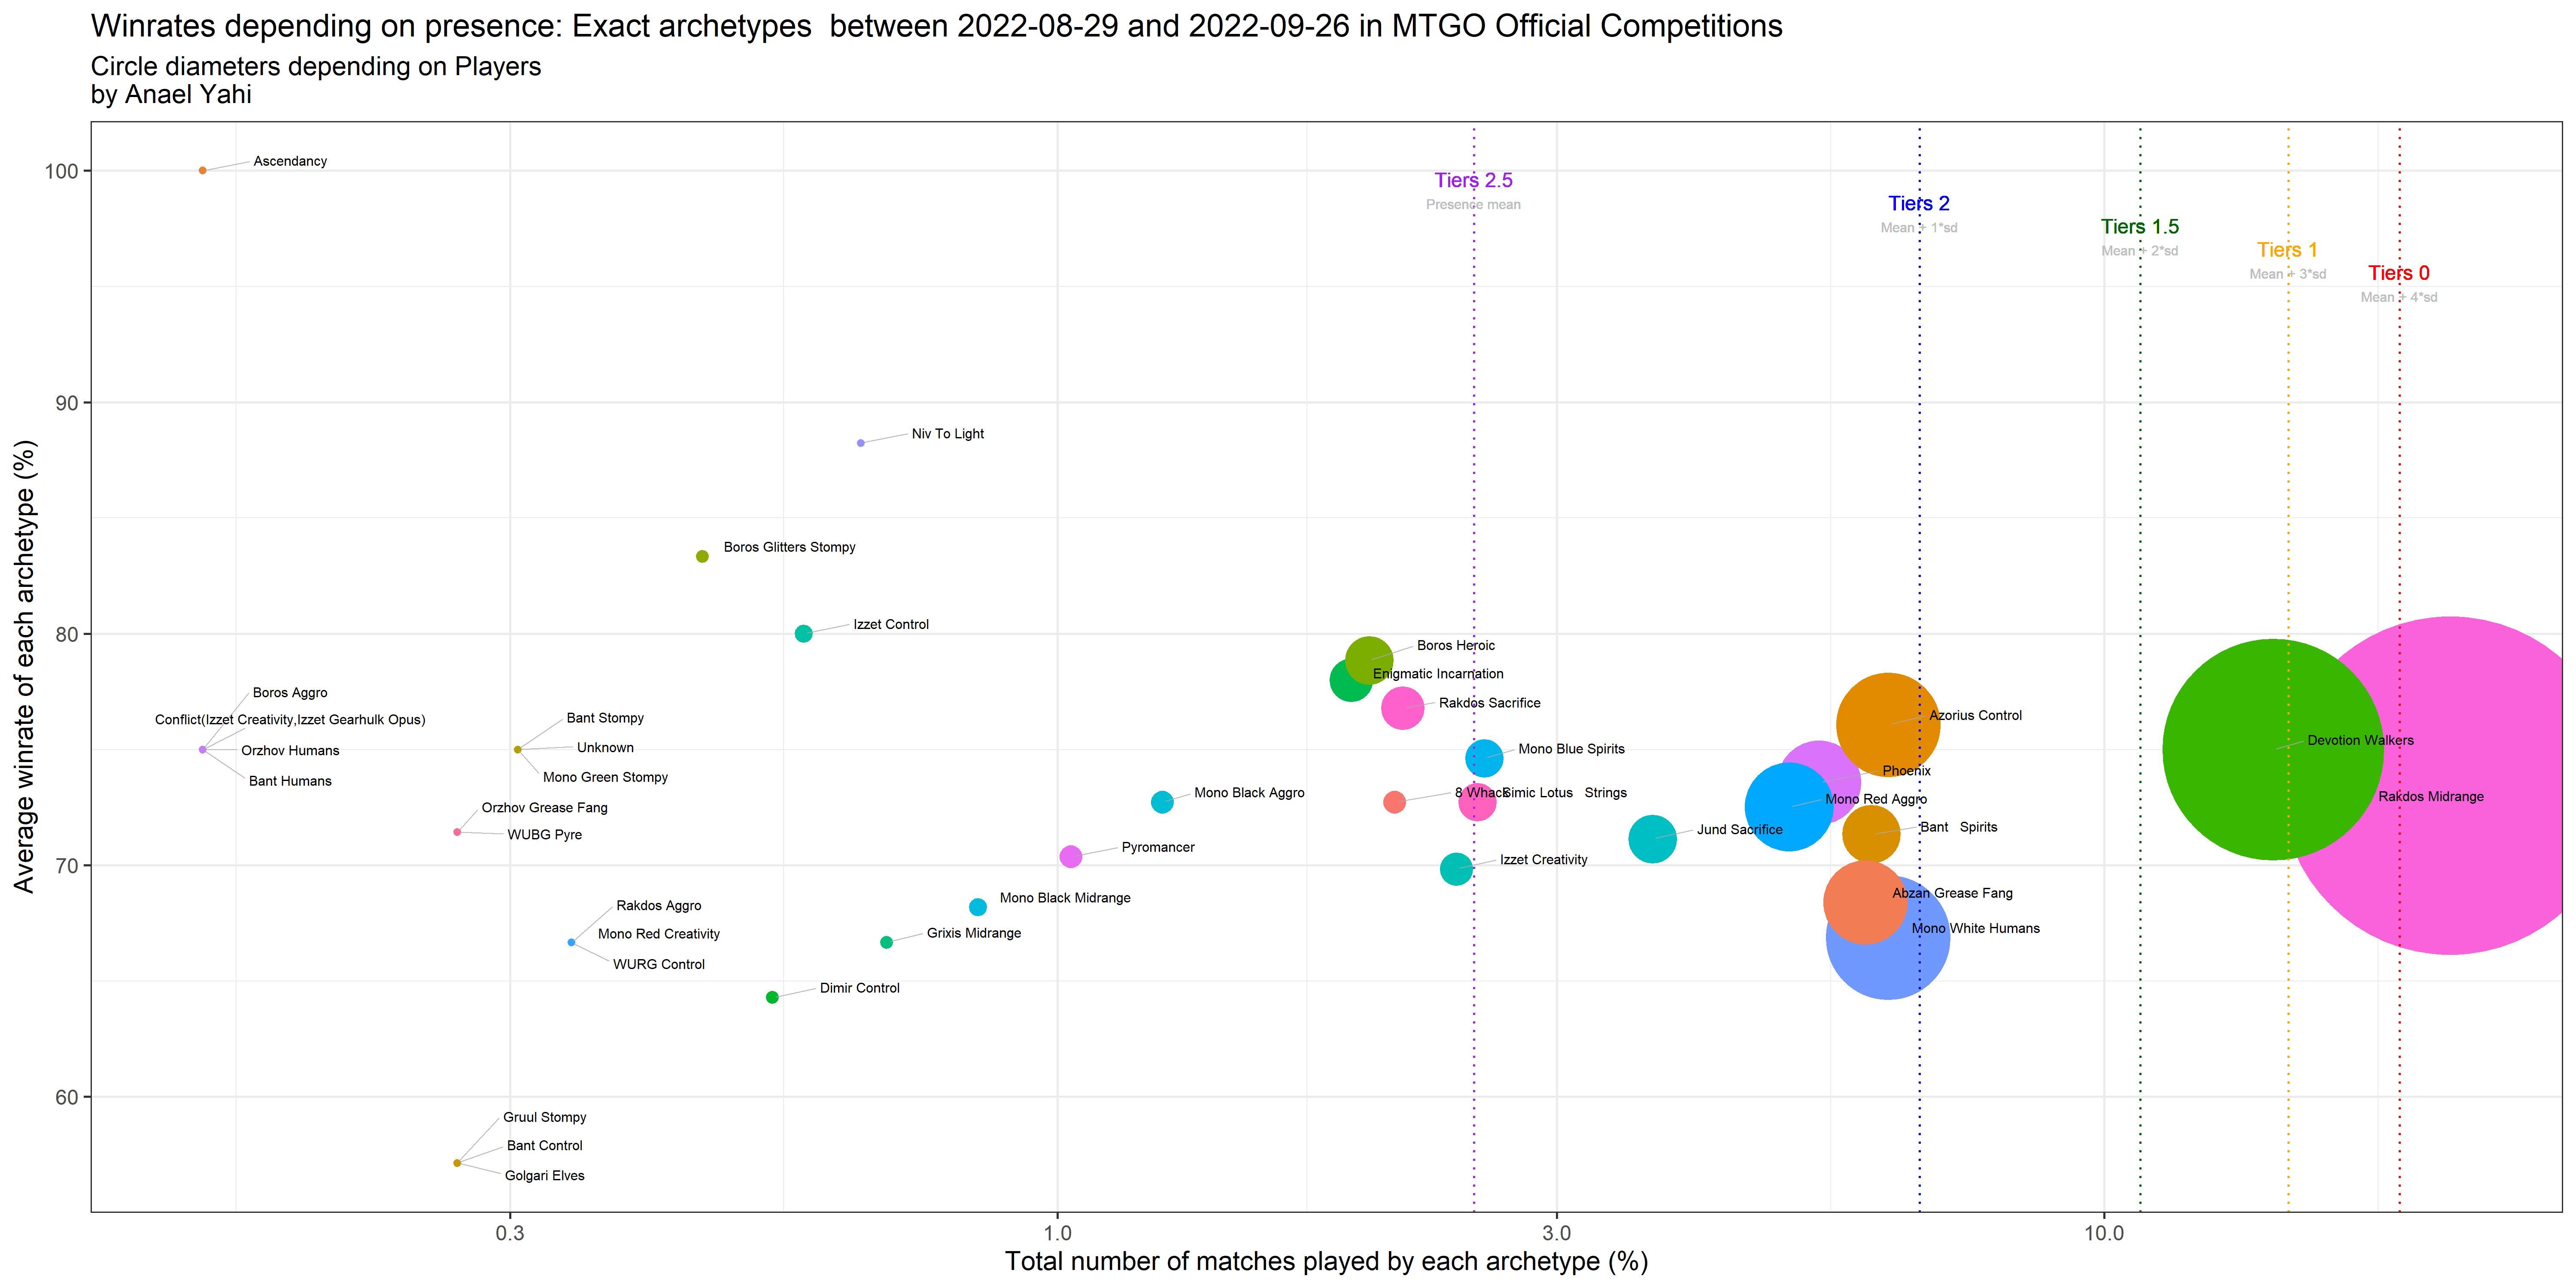 Winrates depending on presence: Exact archetypes  between 2022-08-29 and 2022-09-26 in MTGO Official Competitions
Circle diameters depending on Players
by Anael Yahi
Average winrate of each archetype (%)
100
90
80
70
60
Ascendancy
Tiers 2.5
Presence mean
Tiers 2
Mean + 1*sd
Tiers 1.5
Mean + 2*sd
Tiers 1
Mean + 3*sd
Tiers 0
Mean + 4*sd
Niv To Light
Boros Glitters Stompy
Izzet Control
Boros Heroic
Enigmatic Incarnation
Boros Aggro
Rakdos Sacrifice
Conflict(Izzet Creativity,Izzet Gearhulk Opus)
Bant Stompy
Azorius Control
Unknown
Mono Blue Spirits
Devotion Walkers
Orzhov Humans
Bant Humans
Mono Green Stompy
Phoenix
Mono Black Aggro
8 Whack
Simic Lotus   Strings
Mono Red Aggro
Rakdos Midrange
Orzhov Grease Fang
WUBG Pyre
Jund Sacrifice
Bant   Spirits
Pyromancer
Izzet Creativity
Abzan Grease Fang
Mono Black Midrange
Rakdos Aggro
Mono Red Creativity
Grixis Midrange
Mono White Humans
WURG Control
Dimir Control
Gruul Stompy
Bant Control
Golgari Elves
0.3
1.0
3.0
10.0
Total number of matches played by each archetype (%)